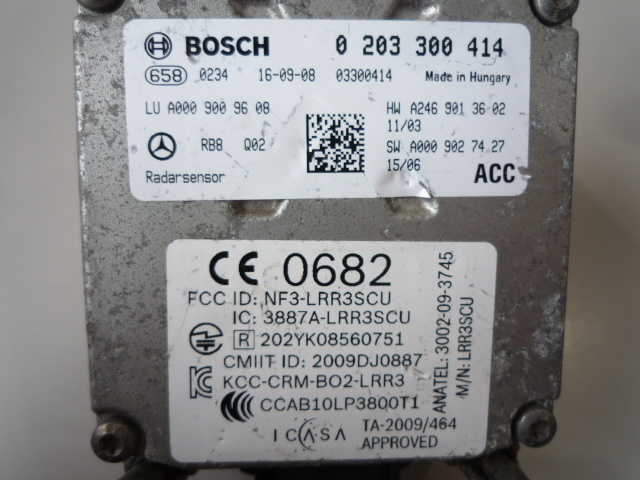 BOSCH 0 203 300 414
658 0234 16-09-08 03300414 Made in Hungary
LU A000 900 96 08 HW A246 901 36 02
11/03
RB8 Q02 SW A000 902 74 27
15/06
Radarsensor ACC
CE 0682
FCC ID: NF3-LRR3SCU
IC: 3887A-LRR3SCU
R 202YK08560751
CMIIT ID: 2009DJ0887
KCC-CRM-BO2-LRR3
CCAB10LP3800T1
ICASA TA-2009/464
APPROVED
ANATEL: 3002-09-3745
M/N: LRR3SCU